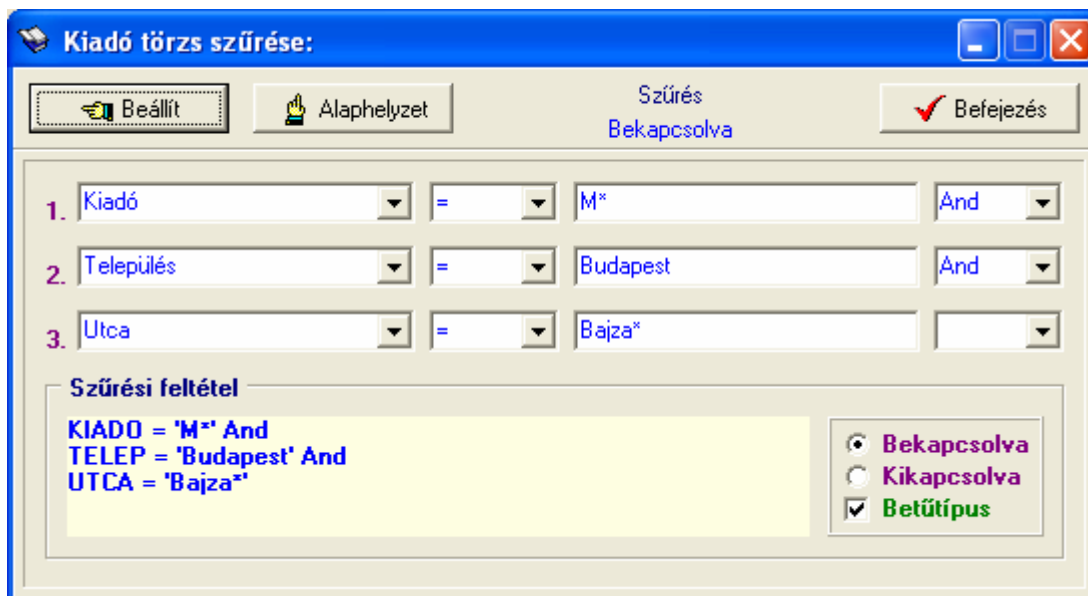 Kiadó törzs szűrése:
Beállít Alaphelyzet Szűrés Befejezés
Bekapcsolva
1. Kiadó = M* And
2. Település = Budapest And
3. Utca = Bajza*
Szűrési feltétel
KIADO = 'M*' And
TELEP = 'Budapest' And
UTCA = 'Bajza*'
Bekapcsolva
Kikapcsolva
Betűtípus